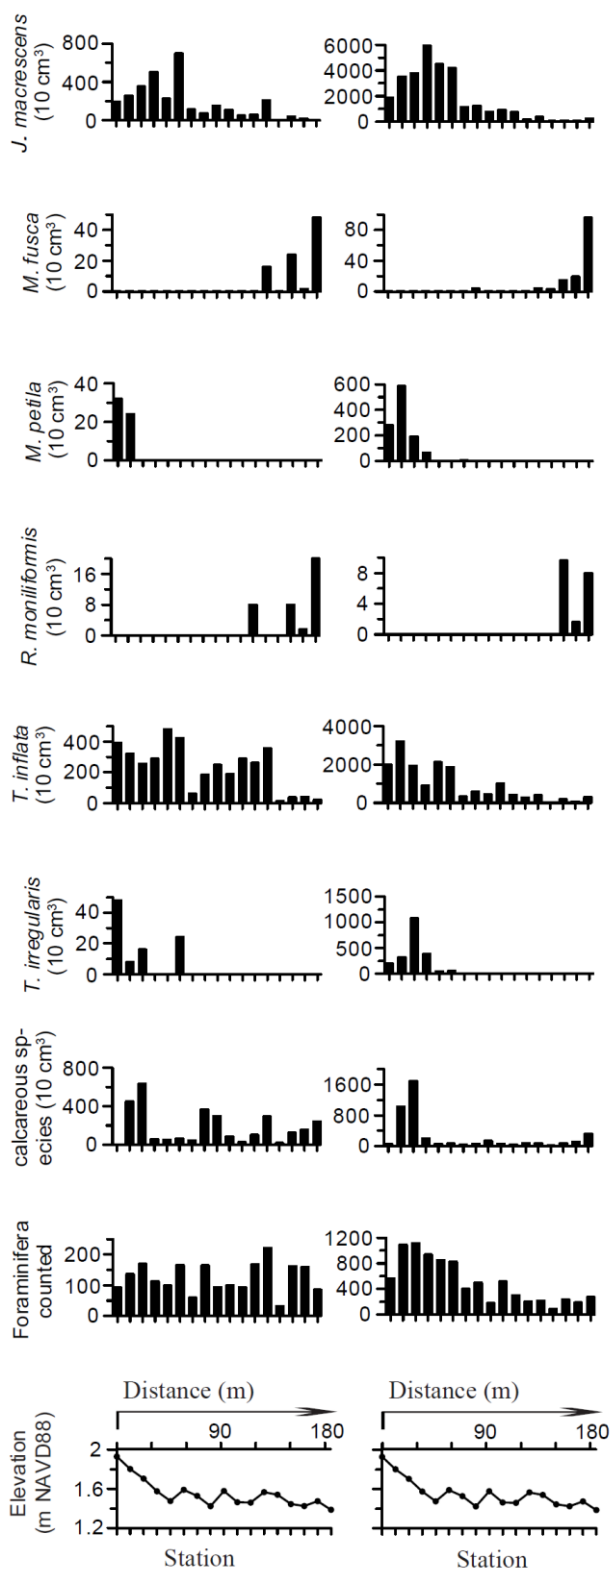 J. macrescens
(10 cm³)
800
400
0
6000
4000
2000
0
M. fusca
(10 cm³)
40
20
0
80
40
0
M. petila
(10 cm³)
40
20
0
600
400
200
0
R. moniliformis
(10 cm³)
16
8
0
8
4
0
T. inflata
(10 cm³)
400
200
0
4000
2000
0
T. irregularis
(10 cm³)
40
20
0
1500
1000
500
0
calcareous sp-
ecies (10 cm³)
800
400
0
1600
800
0
Foraminifera
counted
200
100
0
1200
800
400
0
Distance (m)
Distance (m)
90 180
90 180
Elevation
(m NAVD88)
2
1.6
1.2
Station
Station